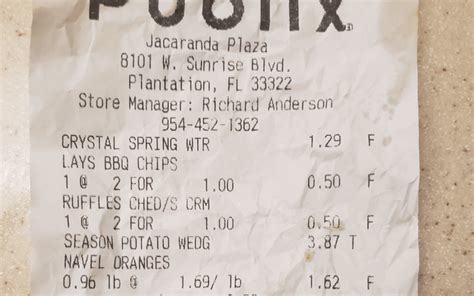 Publix
Jacaranda Plaza
8101 W. Sunrise Blvd.
Plantation, FL 33322
Store Manager: Richard Anderson
954-452-1362
CRYSTAL SPRING WTR 1.29 F
LAYS BBQ CHIPS
1 @ 2 FOR 1.00 0.50 F
RUFFLES CHED/S CRM
1 @ 2 FOR 1.00 0.50 F
SEASON POTATO WEDG 3.87 T
NAVEL ORANGES
0.96 lb @ 1.69/ lb 1.62 F